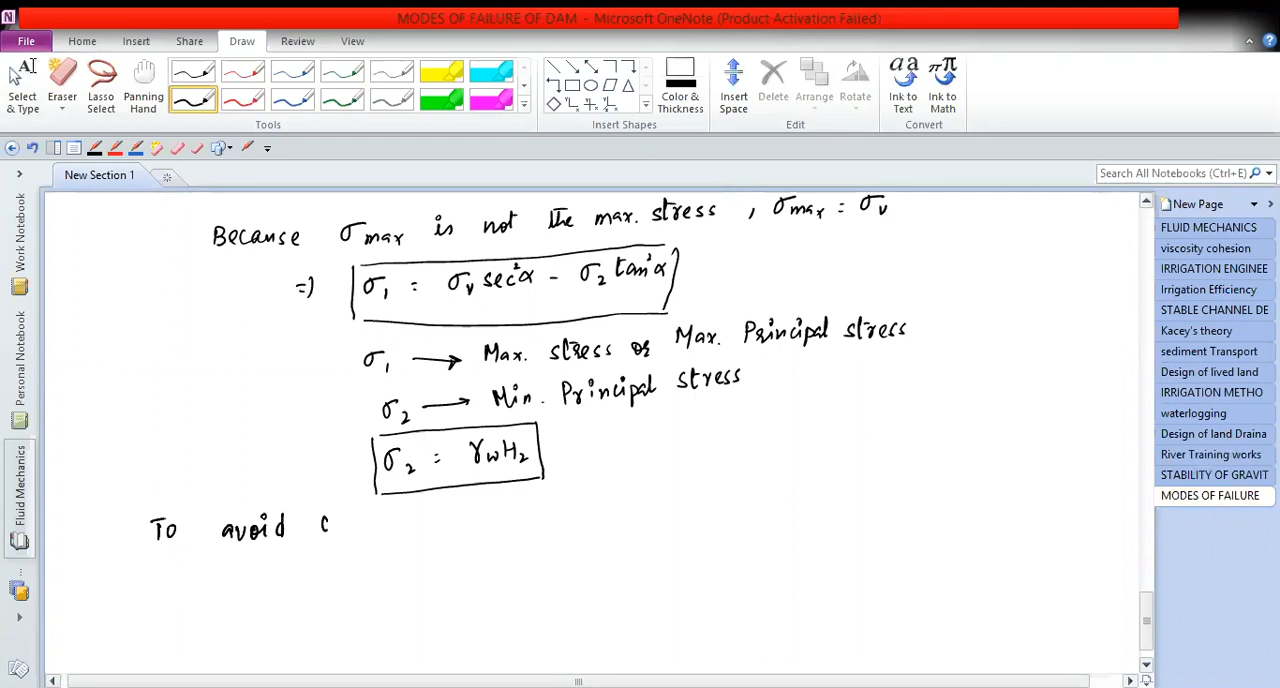 MODES OF FAILURE OF DAM - Microsoft OneNote (Product Activation Failed)
File Home Insert Share Draw Review View
Select & Type
Eraser
Lasso Select
Panning Hand
Color & Thickness
Insert Space
Delete
Arrange
Rotate
Ink to Text
Ink to Math
Tools
Insert Shapes
Edit
Convert
New Section 1
Search All Notebooks (Ctrl+E)
Work Notebook
Personal Notebook
Fluid Mechanics
Because σmax is not the max. stress , σmax = σv
=) σ1 = σv sec²α - σ2 tan²α
σ1 → Max. stress or Max. Principal stress
σ2 → Min. Principal stress
σ2 = γwH2
To avoid c
New Page
FLUID MECHANICS
viscosity cohesion
IRRIGATION ENGINEE
Irrigation Efficiency
STABLE CHANNEL DE
Kacey's theory
sediment Transport
Design of lived land
IRRIGATION METHO
waterlogging
Design of land Draina
River Training works
STABILITY OF GRAVIT
MODES OF FAILURE